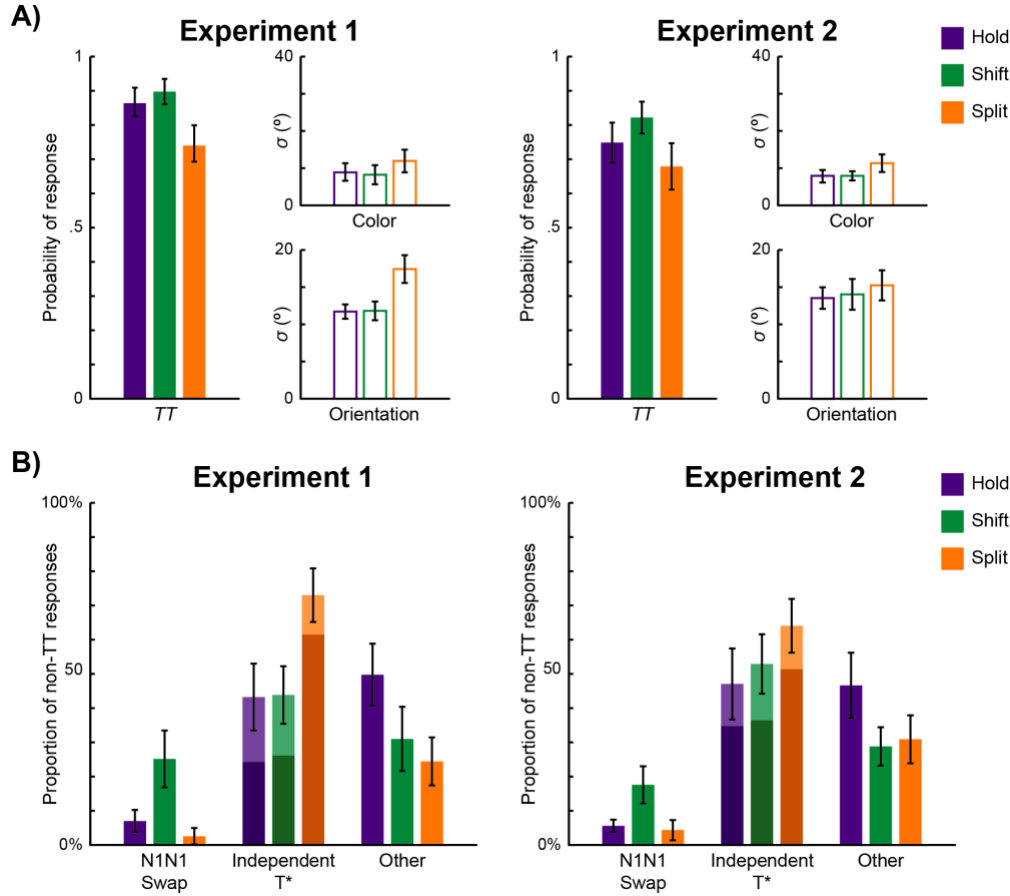 A)
Experiment 1
Experiment 2
Hold
Shift
Split
Probability of response
1
.5
0
TT
σ (º)
40
0
Color
σ (º)
20
0
Orientation
Probability of response
1
.5
0
TT
σ (º)
40
0
Color
σ (º)
20
0
Orientation
B)
Experiment 1
Experiment 2
Hold
Shift
Split
Proportion of non-TT responses
100%
50
0%
N1N1
Swap
Independent
T*
Other
Proportion of non-TT responses
100%
50
0%
N1N1
Swap
Independent
T*
Other